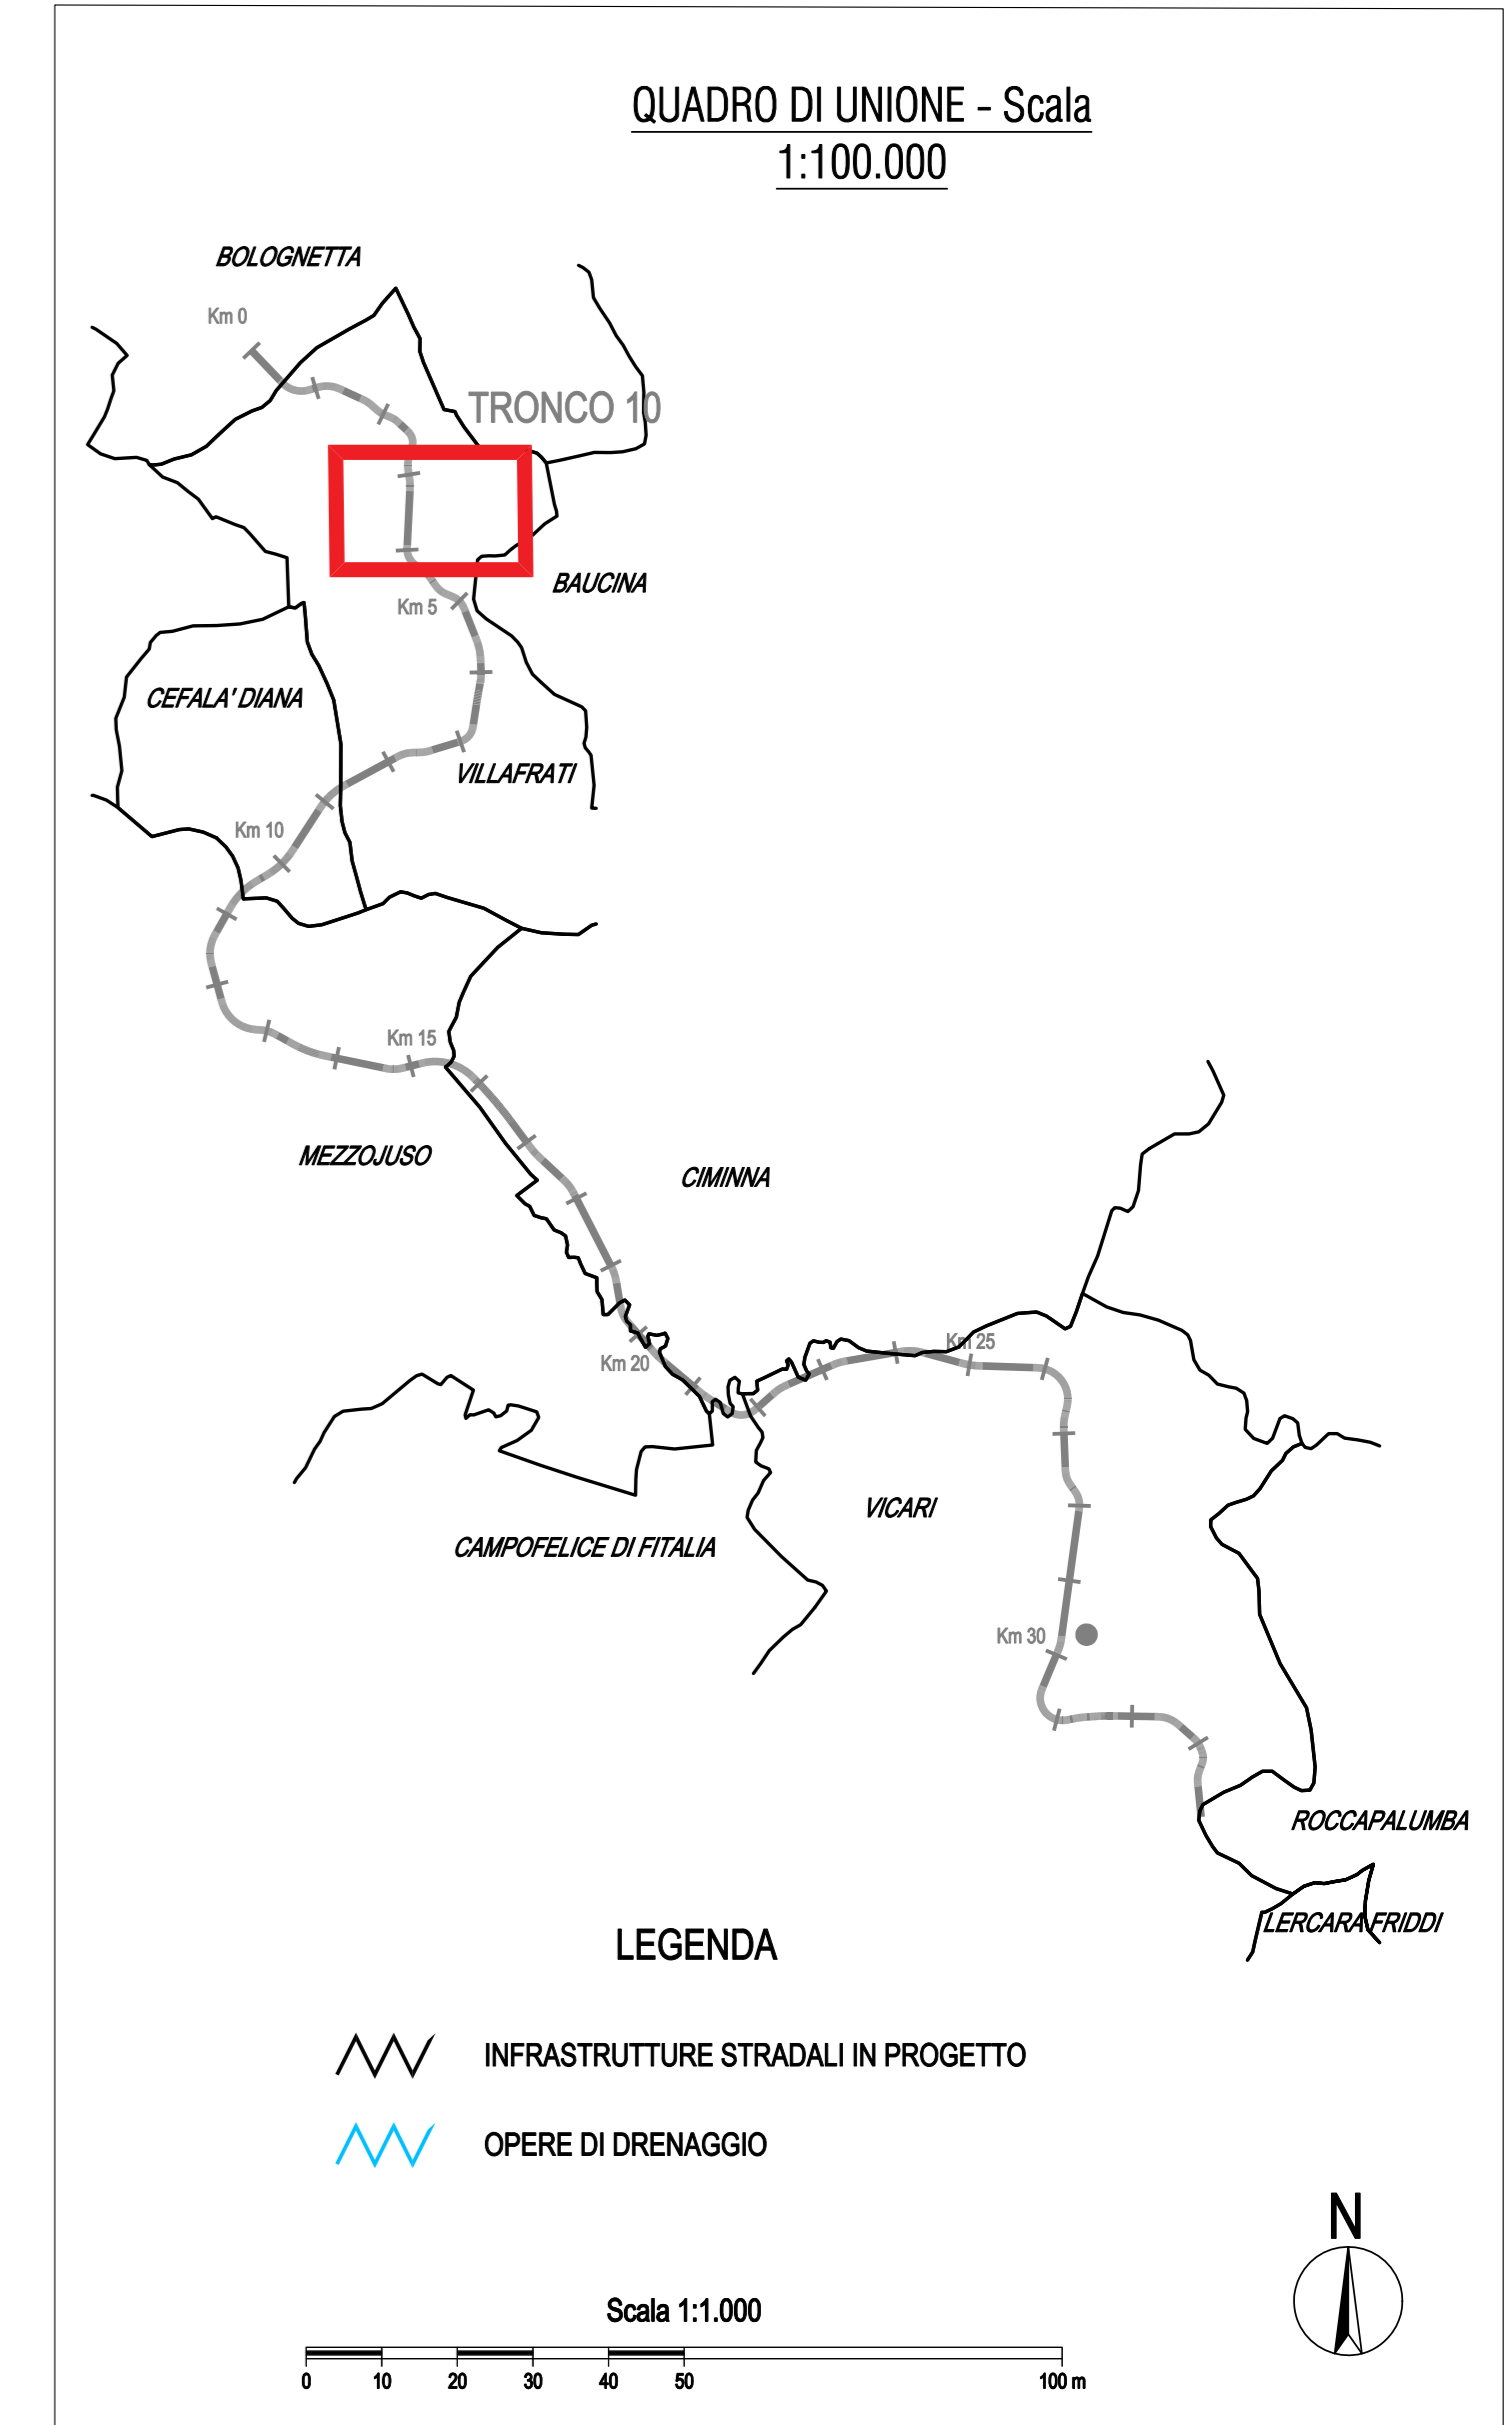 QUADRO DI UNIONE - Scala
1:100.000
BOLOGNETTA
Km 0
TRONCO 10
BAUCINA
Km 5
CEFALA' DIANA
VILLAFRATI
Km 10
Km 15
MEZZOJUSO
CIMINNA
Km 25
Km 20
VICARI
CAMPOFELICE DI FITALIA
Km 30
ROCCAPALUMBA
LERCARA FRIDDI
LEGENDA
INFRASTRUTTURE STRADALI IN PROGETTO
OPERE DI DRENAGGIO
N
Scala 1:1.000
0 10 20 30 40 50 100 m